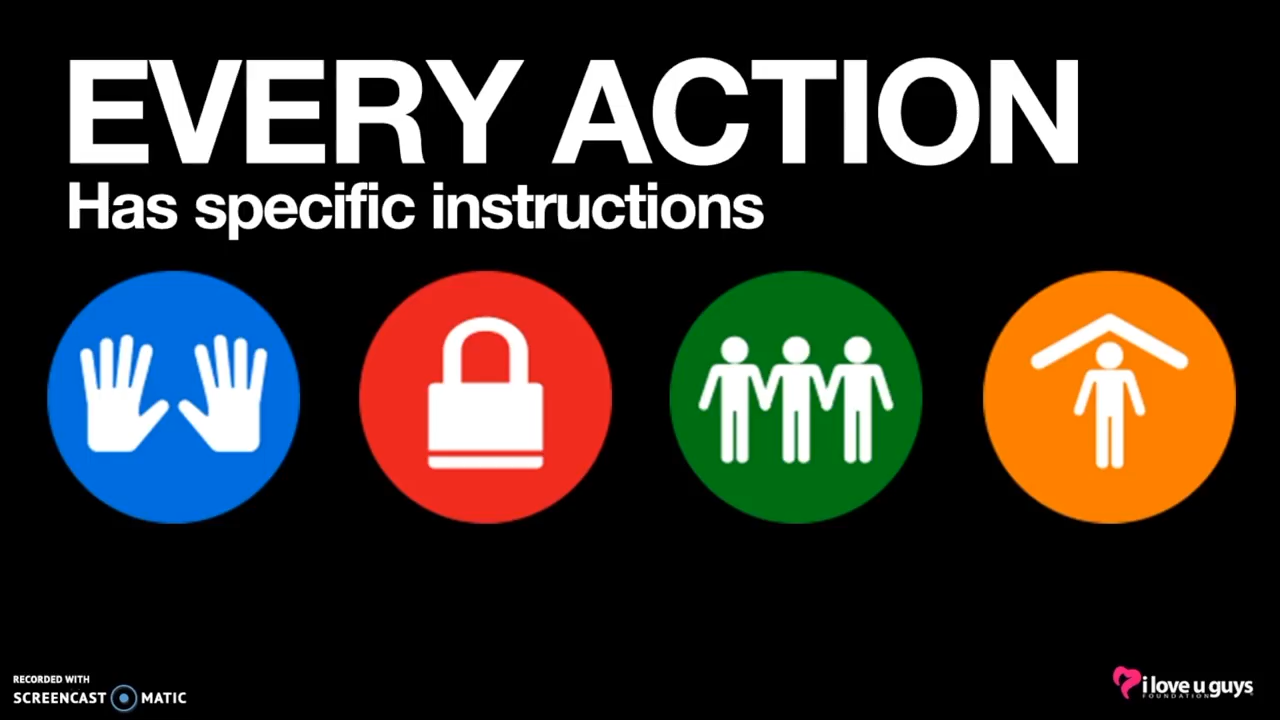 EVERY ACTION
Has specific instructions
RECORDED WITH
SCREENCAST MATIC
i love u guys
FOUNDATION